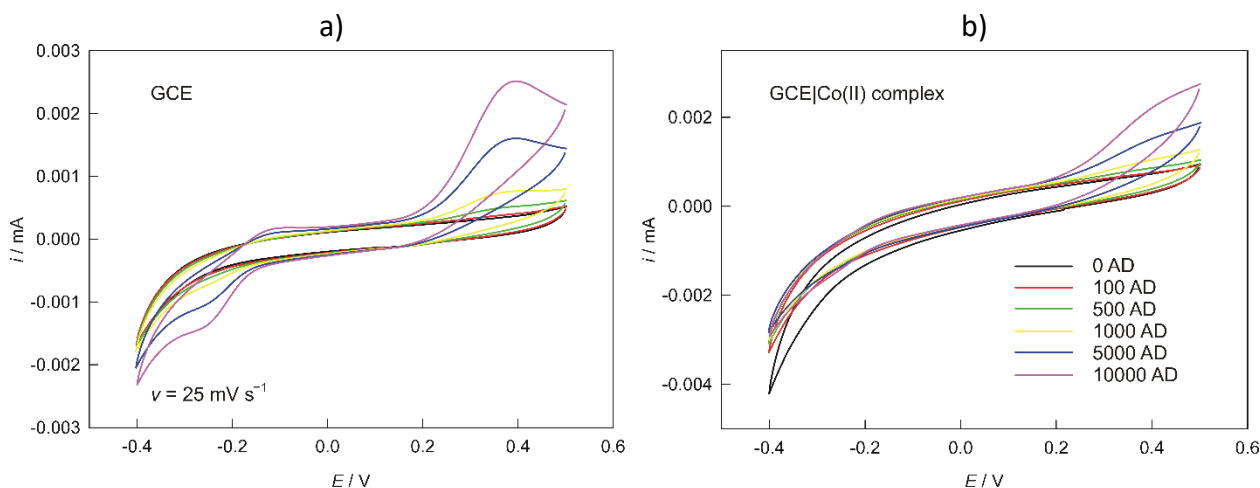 a)
GCE
i / mA
0.003
0.002
0.001
0.000
-0.001
-0.002
-0.003
v = 25 mV s⁻¹
-0.4
-0.2
0.0
0.2
0.4
0.6
E / V
b)
GCE|Co(II) complex
i / mA
0.002
0.000
-0.002
-0.004
0 AD
100 AD
500 AD
1000 AD
5000 AD
10000 AD
-0.4
-0.2
0.0
0.2
0.4
0.6
E / V